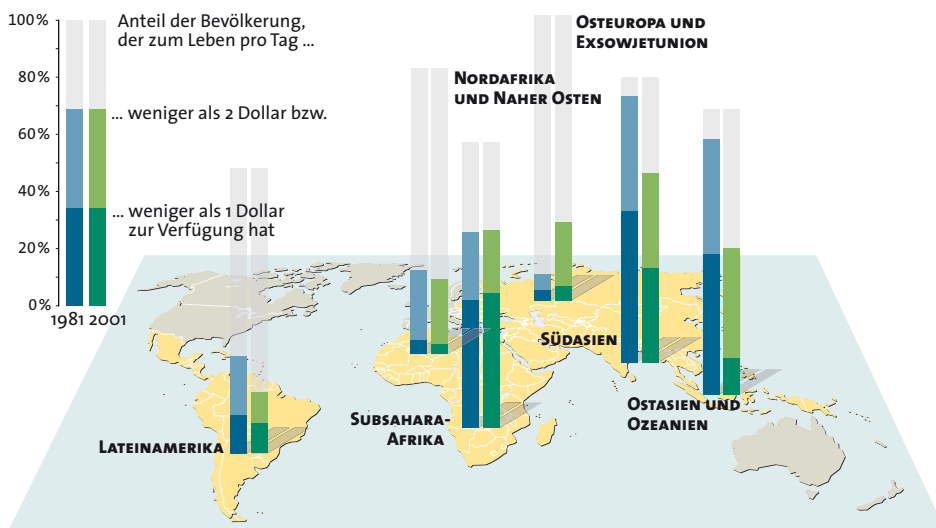 100 %
80 %
60 %
40 %
20 %
0 %
1981 2001
Anteil der Bevölkerung,
der zum Leben pro Tag ...
... weniger als 2 Dollar bzw.
... weniger als 1 Dollar
zur Verfügung hat
Osteuropa und
Exsowjetunion
Nordafrika
und Naher Osten
Südasien
Ostasien und
Ozeanien
Subsahara-
Afrika
Lateinamerika